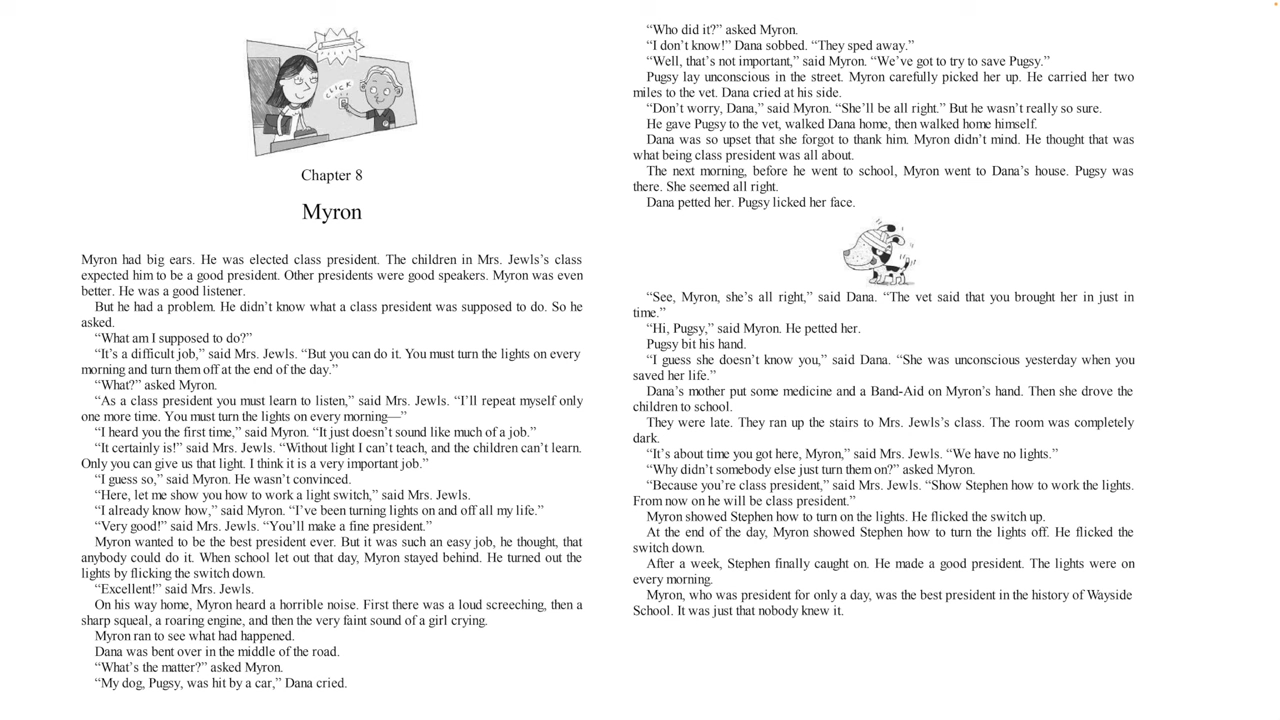 CLICK
Chapter 8
Myron
Myron had big ears. He was elected class president. The children in Mrs. Jewls’s class
expected him to be a good president. Other presidents were good speakers. Myron was even
better. He was a good listener.
But he had a problem. He didn’t know what a class president was supposed to do. So he
asked.
“What am I supposed to do?”
“It’s a difficult job,” said Mrs. Jewls. “But you can do it. You must turn the lights on every
morning and turn them off at the end of the day.”
“What?” asked Myron.
“As a class president you must learn to listen,” said Mrs. Jewls. “I’ll repeat myself only
one more time. You must turn the lights on every morning—”
“I heard you the first time,” said Myron. “It just doesn’t sound like much of a job.”
“It certainly is!” said Mrs. Jewls. “Without light I can’t teach, and the children can’t learn.
Only you can give us that light. I think it is a very important job.”
“I guess so,” said Myron. He wasn’t convinced.
“Here, let me show you how to work a light switch,” said Mrs. Jewls.
“I already know how,” said Myron. “I’ve been turning lights on and off all my life.”
“Very good!” said Mrs. Jewls. “You’ll make a fine president.”
Myron wanted to be the best president ever. But it was such an easy job, he thought, that
anybody could do it. When school let out that day, Myron stayed behind. He turned out the
lights by flicking the switch down.
“Excellent!” said Mrs. Jewls.
On his way home, Myron heard a horrible noise. First there was a loud screeching, then a
sharp squeal, a roaring engine, and then the very faint sound of a girl crying.
Myron ran to see what had happened.
Dana was bent over in the middle of the road.
“What’s the matter?” asked Myron.
“My dog, Pugsy, was hit by a car,” Dana cried.
“Who did it?” asked Myron.
“I don’t know!” Dana sobbed. “They sped away.”
“Well, that’s not important,” said Myron. “We’ve got to try to save Pugsy.”
Pugsy lay unconscious in the street. Myron carefully picked her up. He carried her two
miles to the vet. Dana cried at his side.
“Don’t worry, Dana,” said Myron. “She’ll be all right.” But he wasn’t really so sure.
He gave Pugsy to the vet, walked Dana home, then walked home himself.
Dana was so upset that she forgot to thank him. Myron didn’t mind. He thought that was
what being class president was all about.
The next morning, before he went to school, Myron went to Dana’s house. Pugsy was
there. She seemed all right.
Dana petted her. Pugsy licked her face.
“See, Myron, she’s all right,” said Dana. “The vet said that you brought her in just in
time.”
“Hi, Pugsy,” said Myron. He petted her.
Pugsy bit his hand.
“I guess she doesn’t know you,” said Dana. “She was unconscious yesterday when you
saved her life.”
Dana’s mother put some medicine and a Band-Aid on Myron’s hand. Then she drove the
children to school.
They were late. They ran up the stairs to Mrs. Jewls’s class. The room was completely
dark.
“It’s about time you got here, Myron,” said Mrs. Jewls. “We have no lights.”
“Why didn’t somebody else just turn them on?” asked Myron.
“Because you’re class president,” said Mrs. Jewls. “Show Stephen how to work the lights.
From now on he will be class president.”
Myron showed Stephen how to turn on the lights. He flicked the switch up.
At the end of the day, Myron showed Stephen how to turn the lights off. He flicked the
switch down.
After a week, Stephen finally caught on. He made a good president. The lights were on
every morning.
Myron, who was president for only a day, was the best president in the history of Wayside
School. It was just that nobody knew it.